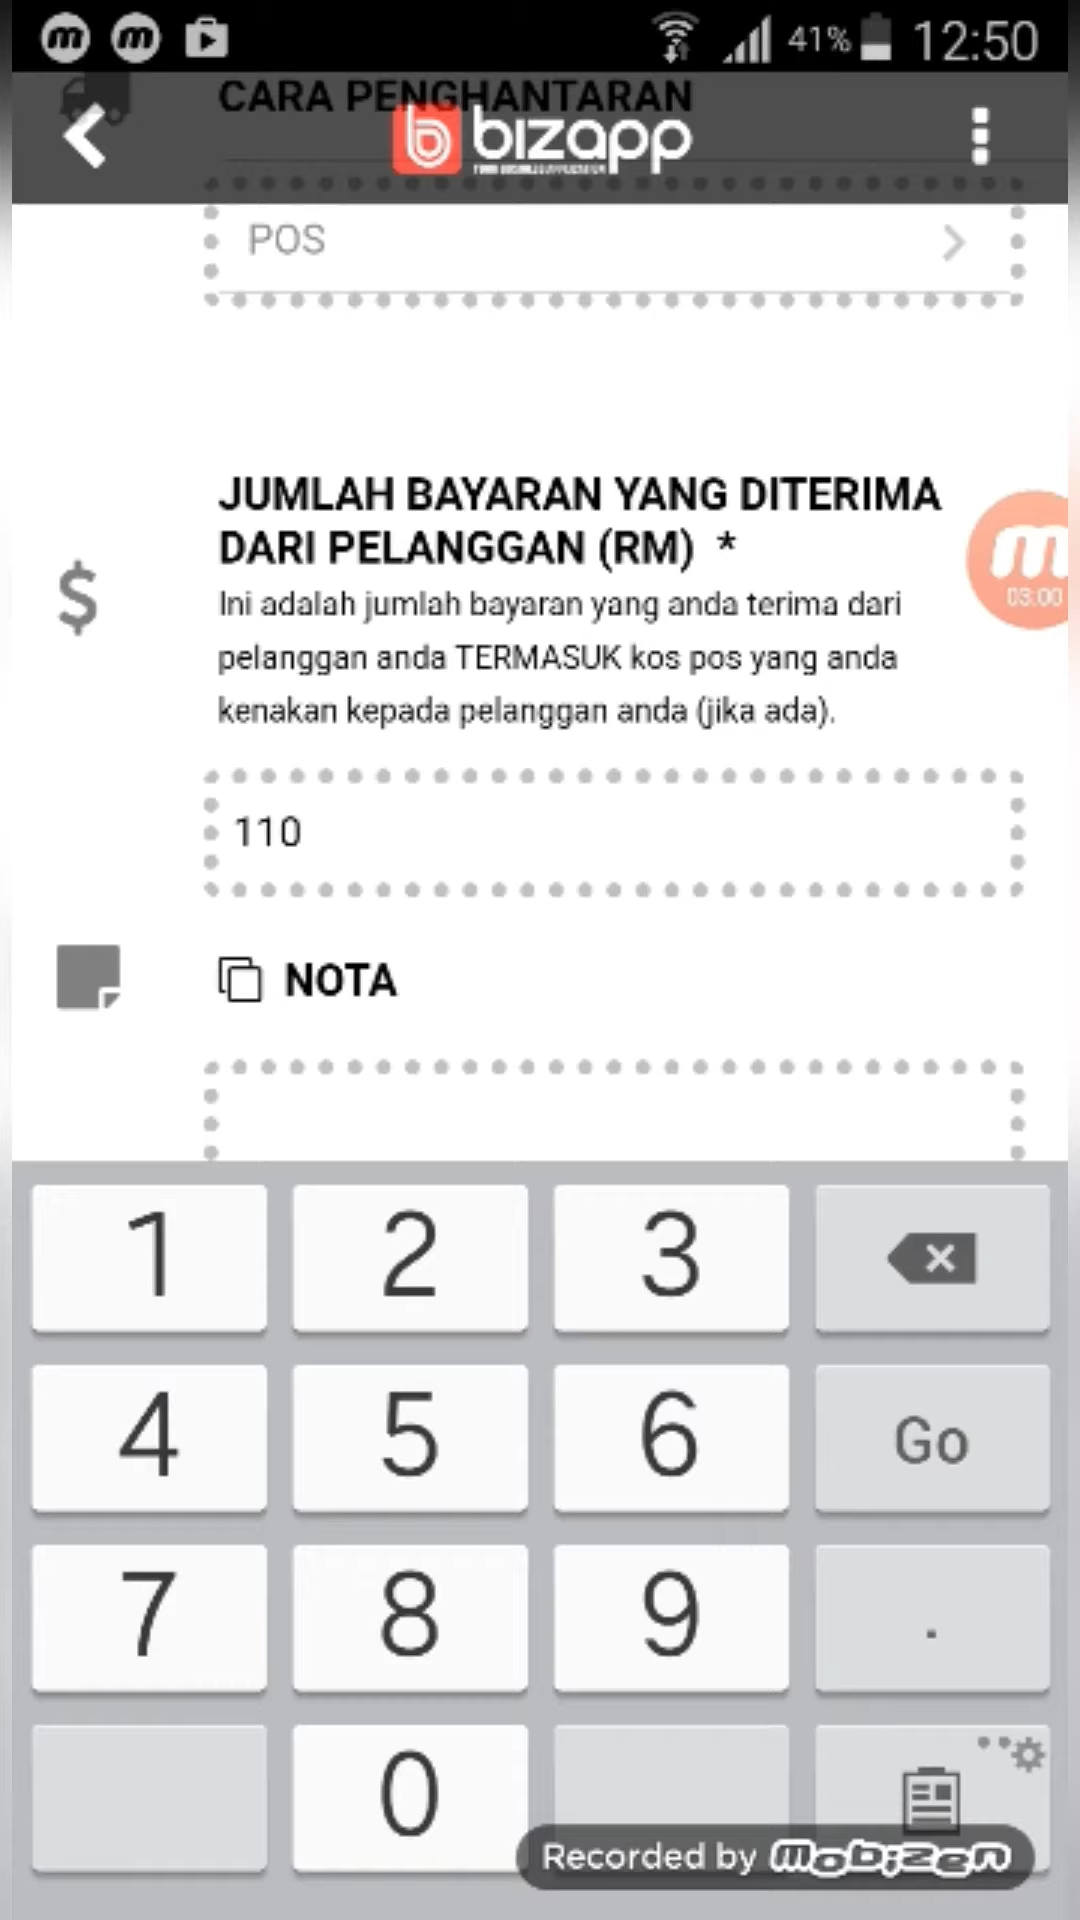 41% 12:50
CARA PENGHANTARAN
bizapp
POS
JUMLAH BAYARAN YANG DITERIMA
DARI PELANGGAN (RM) *
03:00
Ini adalah jumlah bayaran yang anda terima dari
pelanggan anda TERMASUK kos pos yang anda
kenakan kepada pelanggan anda (jika ada).
110
NOTA
1 2 3
4 5 6 Go
7 8 9 .
0
Recorded by mobizen